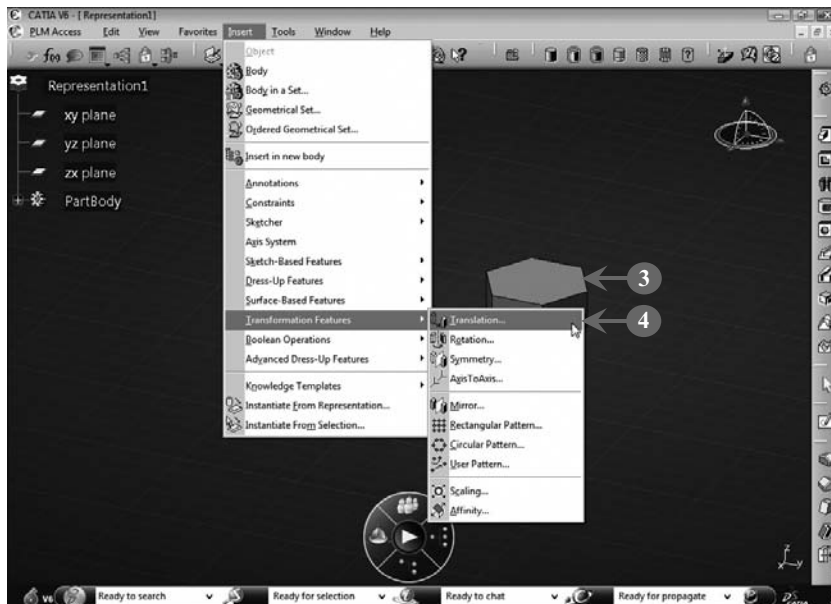 CATIA V6 - [ Representation1]
PLM Access Edit View Favorites Insert Tools Window Help
Representation1
xy plane
yz plane
zx plane
PartBody
Object
Body
Body in a Set...
Geometrical Set...
Ordered Geometrical Set...
Insert in new body
Annotations
Constraints
Sketcher
Axis System
Sketch-Based Features
Dress-Up Features
Surface-Based Features
Transformation Features
Boolean Operations
Advanced Dress-Up Features
Knowledge Templates
Instantiate From Representation...
Instantiate From Selection...
3
4
Translation...
Rotation...
Symmetry...
AxisToAxis...
Mirror...
Rectangular Pattern...
Circular Pattern...
User Pattern...
Scaling...
Affinity...
z
x y
V6 Ready to search Ready for selection Ready to chat Ready for propagate